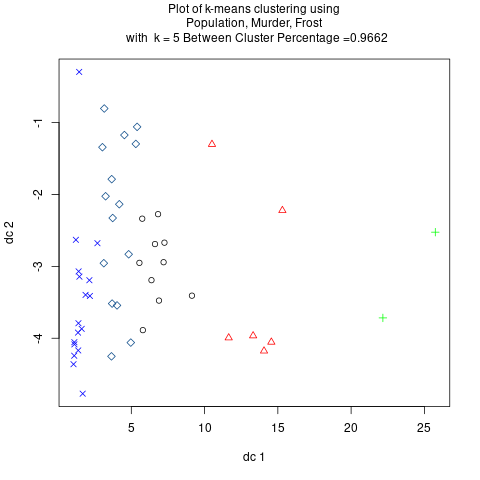 Plot of k-means clustering using
Population, Murder, Frost
with k = 5 Between Cluster Percentage =0.9662
-1
-2
-3
-4
dc 2
5 10 15 20 25
dc 1